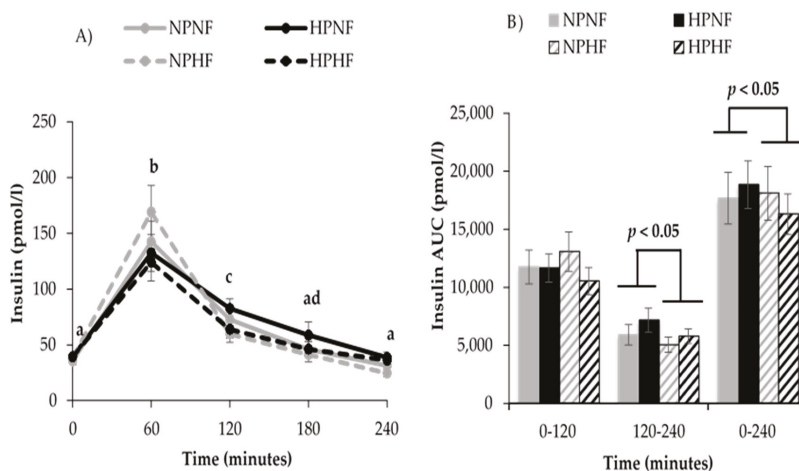 A)
NPNF
HPNF
NPHF
HPHF
Insulin (pmol/l)
250
200
150
100
50
0
a
b
c
ad
a
0
60
120
180
240
Time (minutes)
B)
NPNF
HPNF
NPHF
HPHF
Insulin AUC (pmol/l)
25,000
20,000
15,000
10,000
5,000
0
p < 0.05
p < 0.05
0-120
120-240
0-240
Time (minutes)